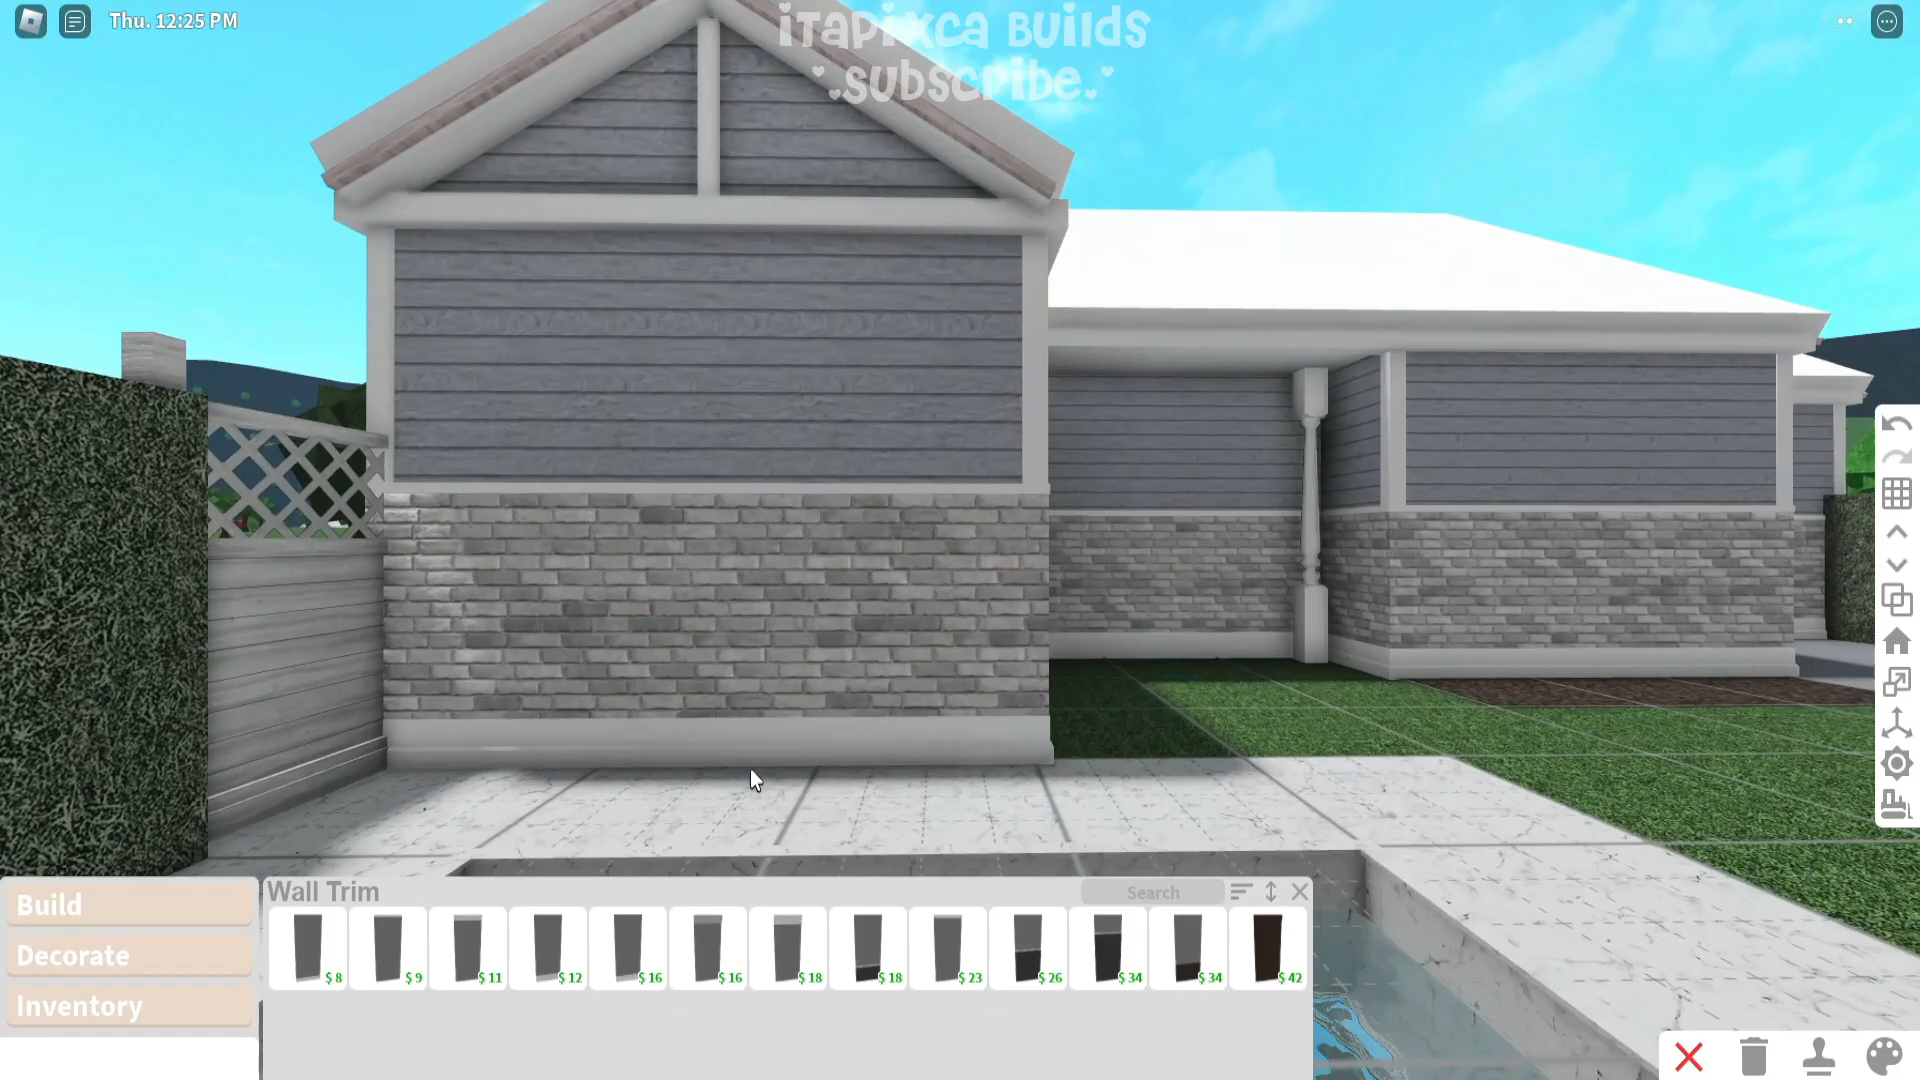 Thu. 12:25 PM
iTapixca Builds
.subscribe.
Build
Decorate
Inventory
Wall Trim
Search
$8
$9
$11
$12
$16
$16
$18
$18
$23
$26
$34
$34
$42